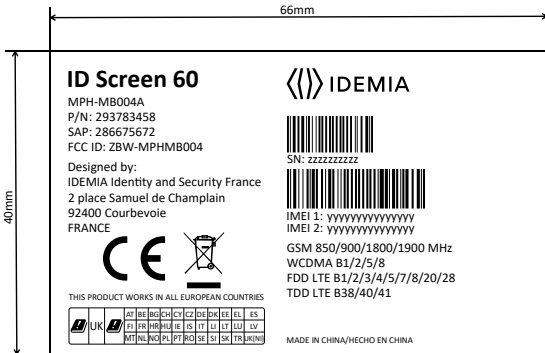 66mm
40mm
ID Screen 60
MPH-MB004A
P/N: 293783458
SAP: 286675672
FCC ID: ZBW-MPHMB004
Designed by:
IDEMIA Identity and Security France
2 place Samuel de Champlain
92400 Courbevoie
FRANCE
CE
THIS PRODUCT WORKS IN ALL EUROPEAN COUNTRIES
UK
AT BE BG CH CY CZ DE DK EE EL ES
FI FR HR HU IE IS IT LI LT LU LV
MT NL NO PL PT RO SE SI SK TR UK(NI)
IDEMIA
SN: zzzzzzzzzz
IMEI 1: yyyyyyyyyyyyyyy
IMEI 2: yyyyyyyyyyyyyyy
GSM 850/900/1800/1900 MHz
WCDMA B1/2/5/8
FDD LTE B1/2/3/4/5/7/8/20/28
TDD LTE B38/40/41
MADE IN CHINA/HECHO EN CHINA